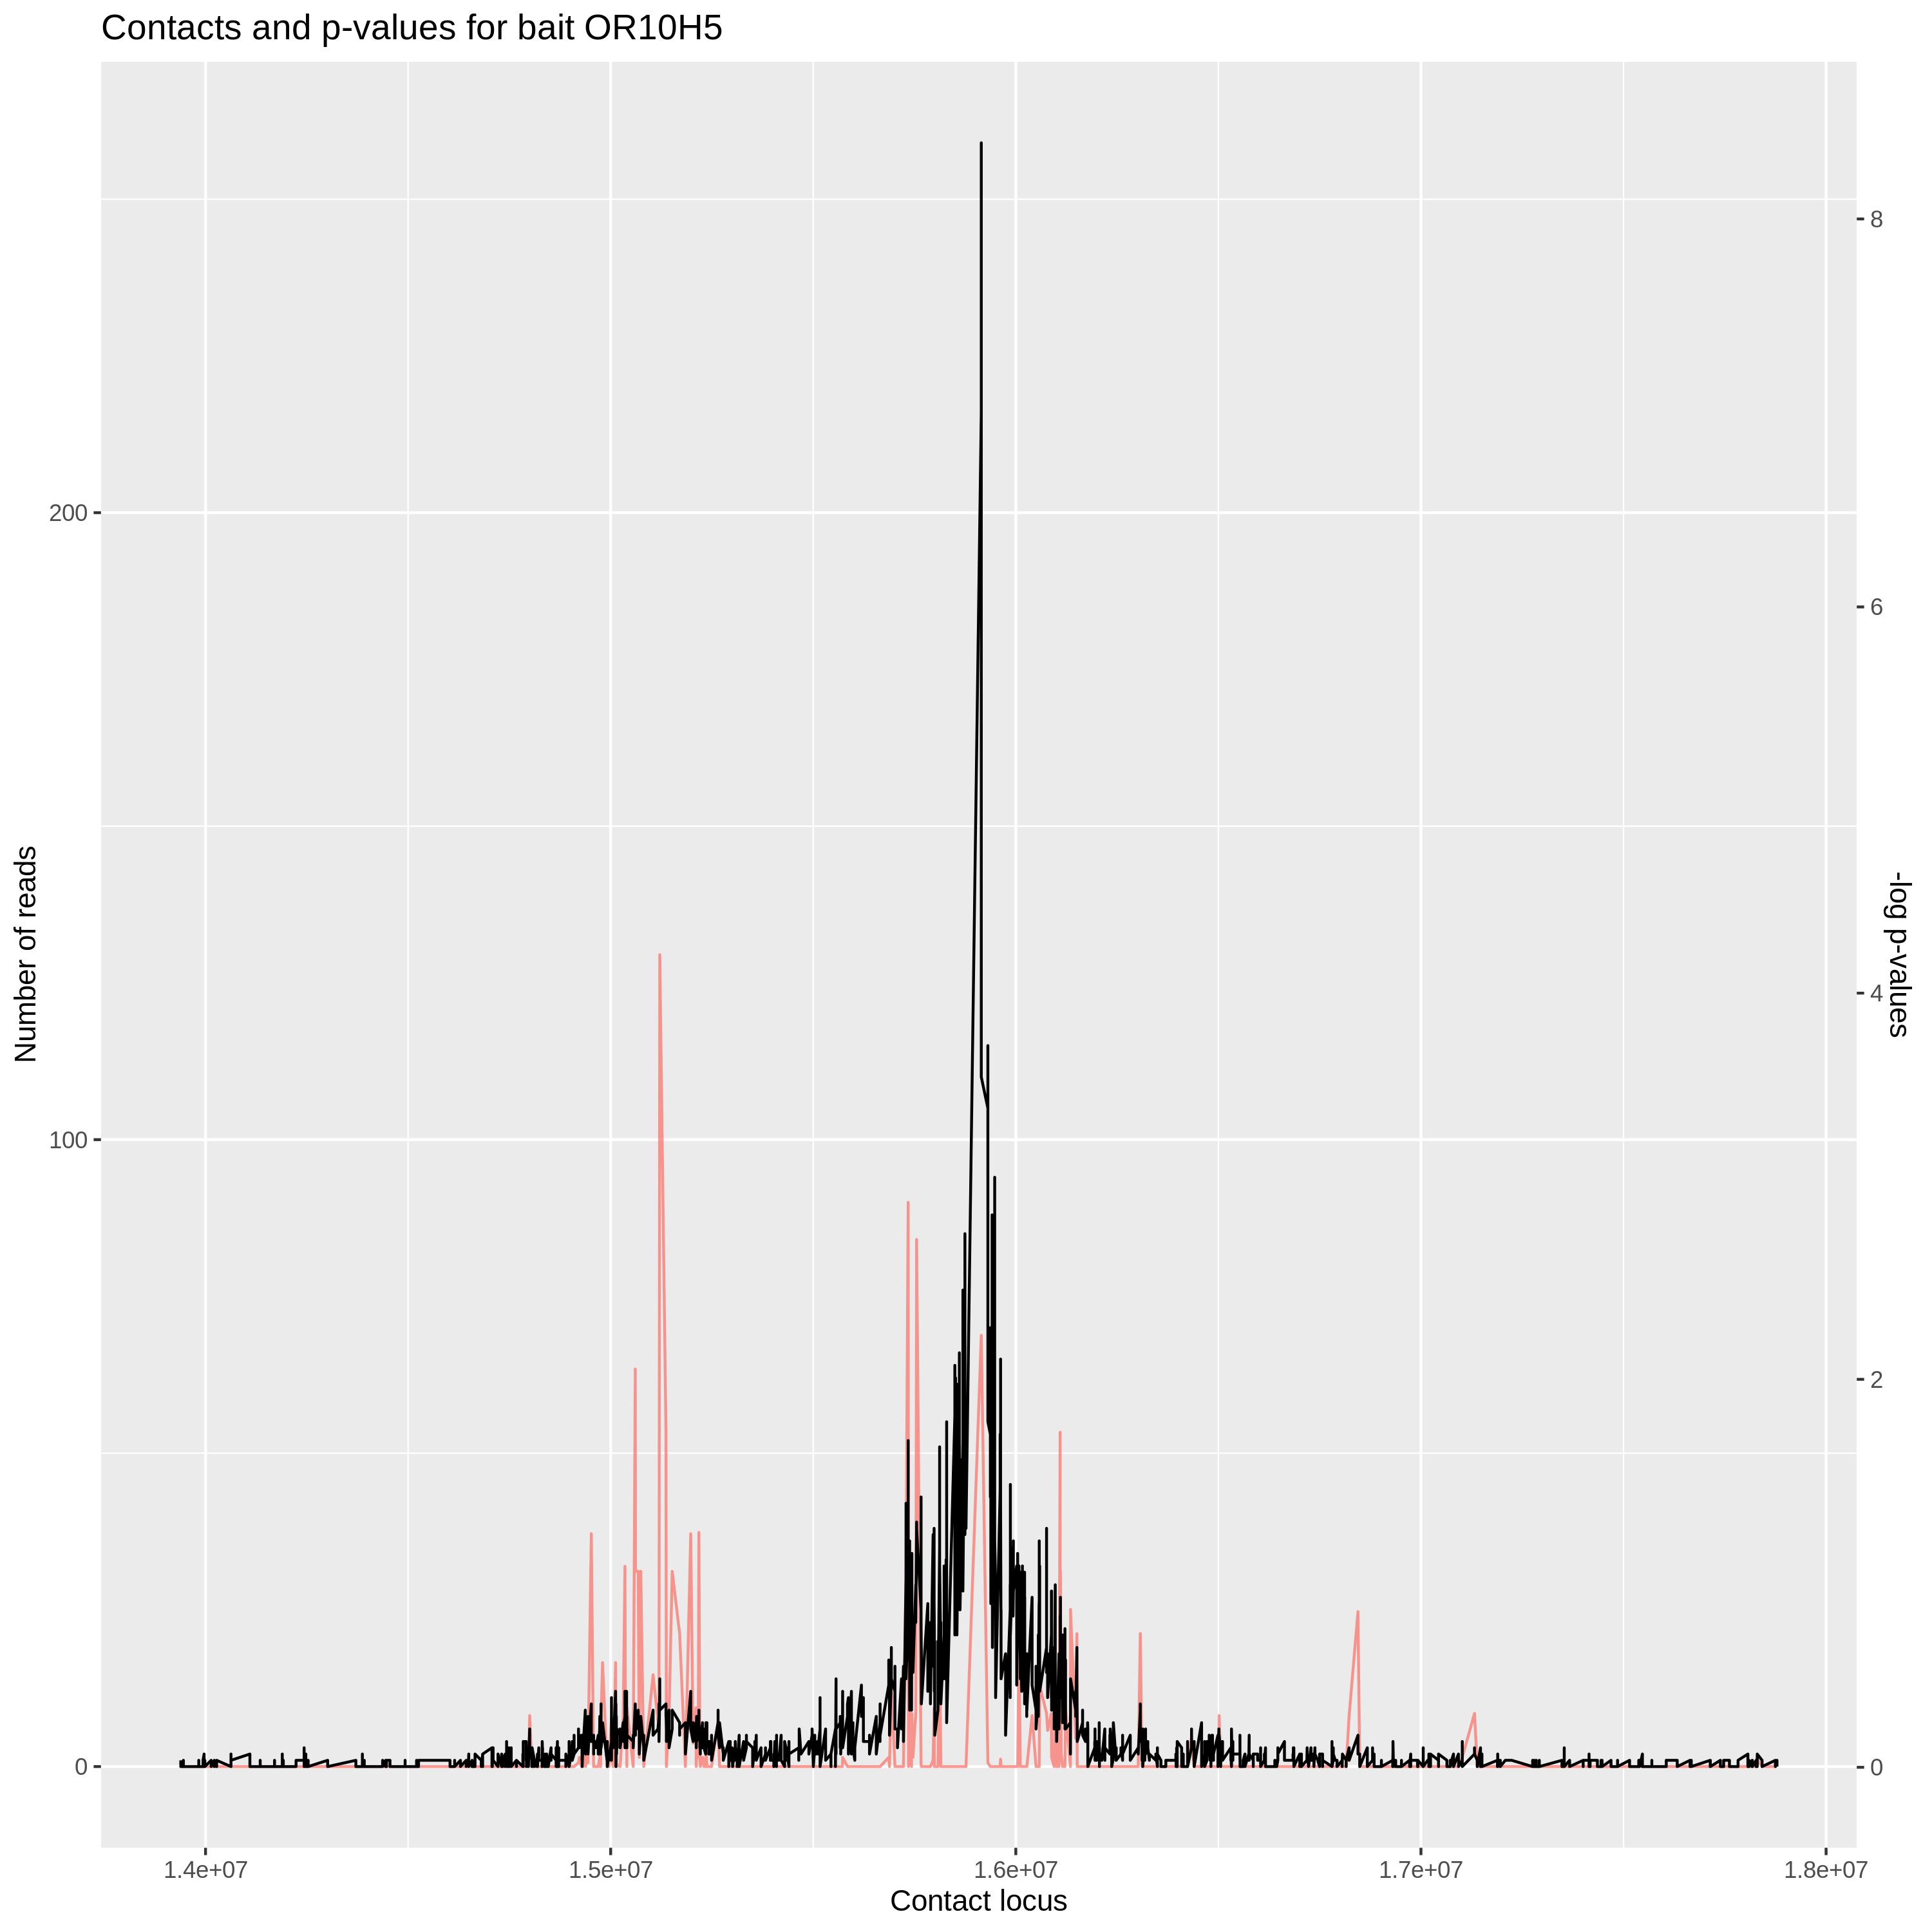 Contacts and p-values for bait OR10H5
200
100
0
Number of reads
8
6
4
2
0
-log p-values
1.4e+07 1.5e+07 1.6e+07 1.7e+07 1.8e+07
Contact locus